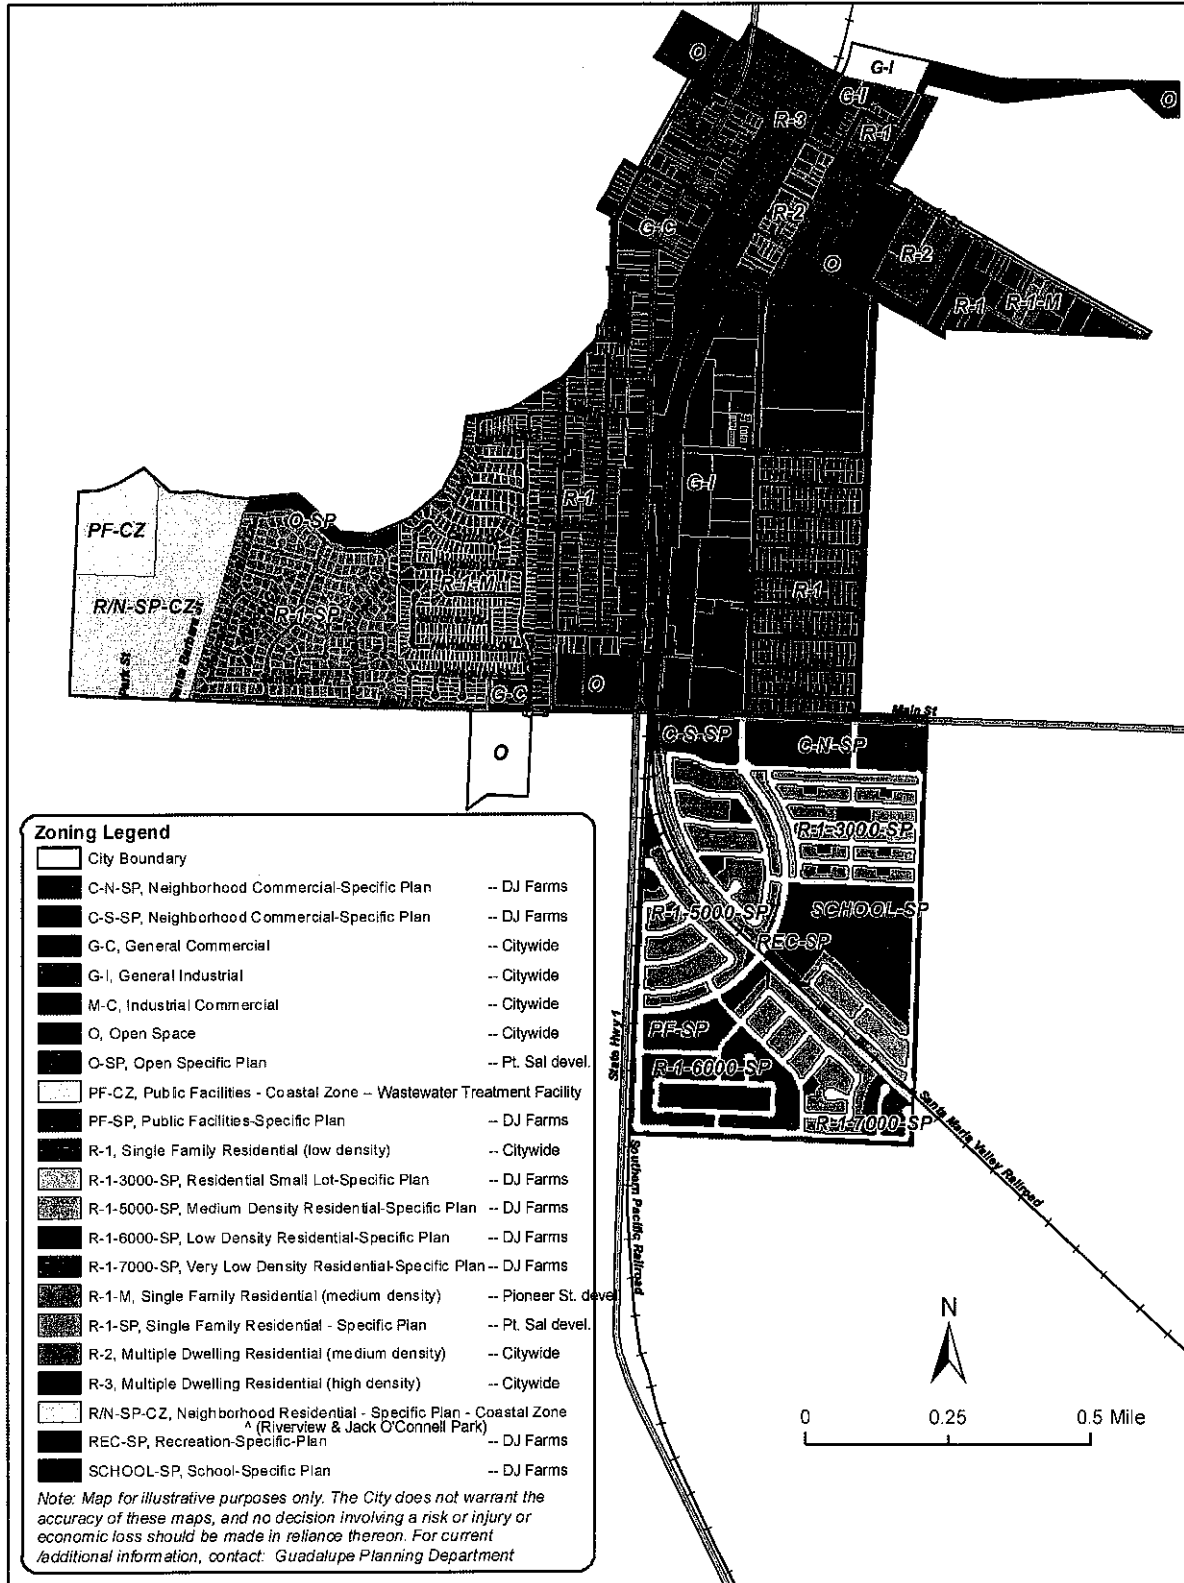 O
G-I
G-I
O
R-3
R-1
R-2
G-C
R-2
O
R-1
R-1-M
R-1
G-I
O-SP
PF-CZ
R-1-M
R-1
R/N-SP-CZ
R-1-SP
Park St
O
G-C
Main St
C-S-SP
C-N-SP
O
R-1-3000-SP
R-1-5000-SP
SCHOOL-SP
REC-SP
PF-SP
State Hwy 1
R-1-6000-SP
R-1-7000-SP
Santa Maria Valley Railroad
Southern Pacific Railroad
Zoning Legend
City Boundary
C-N-SP, Neighborhood Commercial-Specific Plan -- DJ Farms
C-S-SP, Neighborhood Commercial-Specific Plan -- DJ Farms
G-C, General Commercial -- Citywide
G-I, General Industrial -- Citywide
M-C, Industrial Commercial -- Citywide
O, Open Space -- Citywide
O-SP, Open Specific Plan -- Pt. Sal devel.
PF-CZ, Public Facilities - Coastal Zone -- Wastewater Treatment Facility
PF-SP, Public Facilities-Specific Plan -- DJ Farms
R-1, Single Family Residential (low density) -- Citywide
R-1-3000-SP, Residential Small Lot-Specific Plan -- DJ Farms
R-1-5000-SP, Medium Density Residential-Specific Plan -- DJ Farms
R-1-6000-SP, Low Density Residential-Specific Plan -- DJ Farms
R-1-7000-SP, Very Low Density Residential-Specific Plan -- DJ Farms
R-1-M, Single Family Residential (medium density) -- Pioneer St. devel
R-1-SP, Single Family Residential - Specific Plan -- Pt. Sal devel.
R-2, Multiple Dwelling Residential (medium density) -- Citywide
R-3, Multiple Dwelling Residential (high density) -- Citywide
R/N-SP-CZ, Neighborhood Residential - Specific Plan - Coastal Zone
^ (Riverview & Jack O'Connell Park)
REC-SP, Recreation-Specific-Plan -- DJ Farms
SCHOOL-SP, School-Specific Plan -- DJ Farms
Note: Map for illustrative purposes only. The City does not warrant the
accuracy of these maps, and no decision involving a risk or injury or
economic loss should be made in reliance thereon. For current
/additional information, contact: Guadalupe Planning Department
N
0 0.25 0.5 Mile